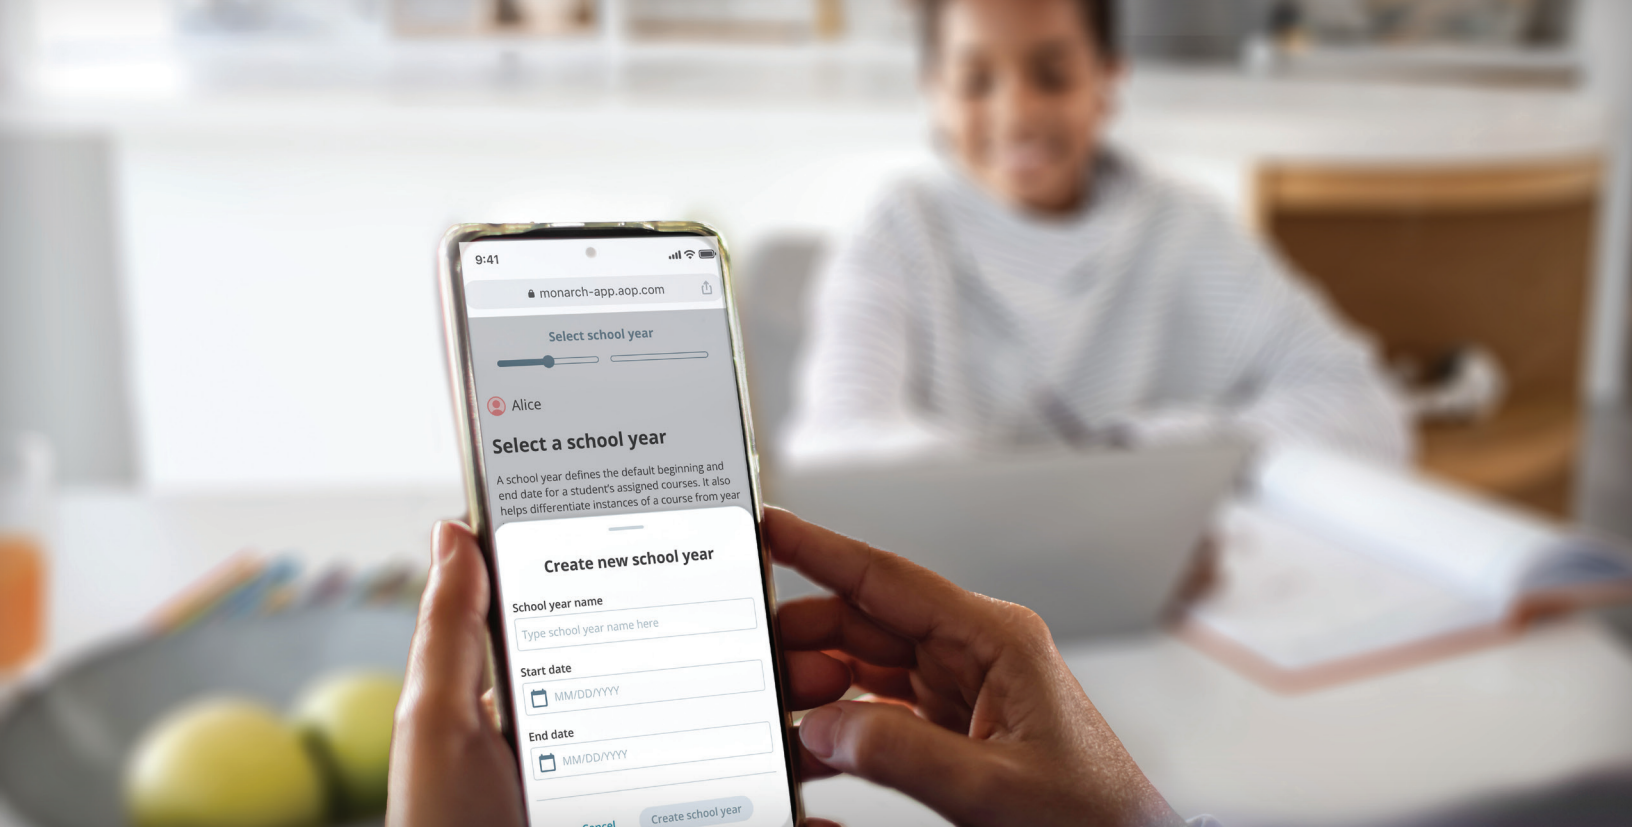 9:41
monarch-app.aop.com
Select school year
Alice
Select a school year
A school year defines the default beginning and
end date for a student's assigned courses. It also
helps differentiate instances of a course from year
Create new school year
School year name
Type school year name here
Start date
MM/DD/YYYY
End date
MM/DD/YYYY
Cancel
Create school year